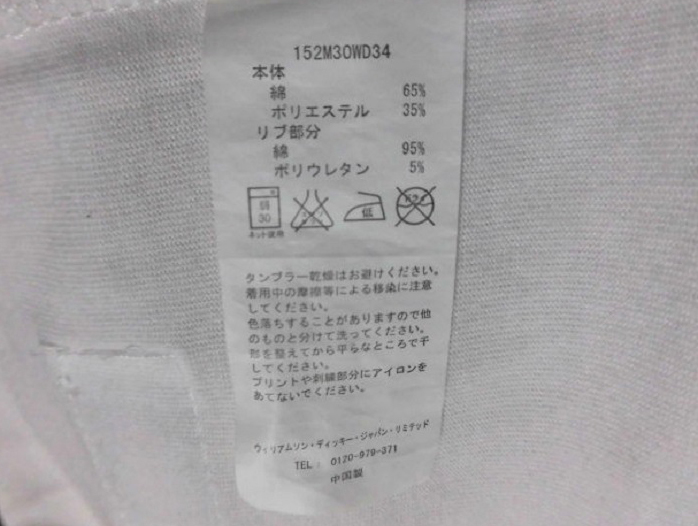 152M30WD34
本体
綿 65%
ポリエステル 35%
リブ部分
綿 95%
ポリウレタン 5%
弱 30 低 ドライ
ネット使用
タンブラー乾燥はお避けください。
着用中の摩擦等による移染に注意
してください。
色落ちすることがありますので他
のものと分けて洗ってください。
形を整えてから平らなところで干
してください。
プリントや刺繍部分にアイロンを
あてないでください。
ウィリアムソン・ディッキー・ジャパン・リミテッド
TEL: 0120-979-371
中国製